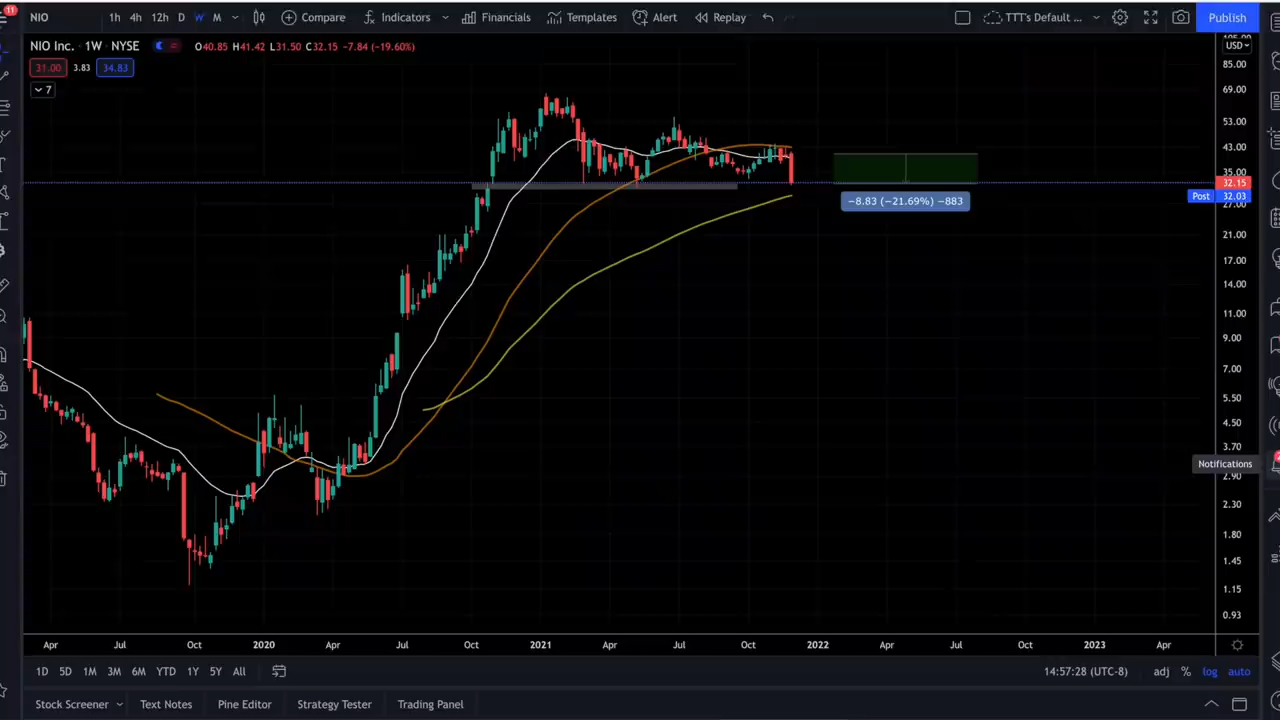 11
NIO 1h 4h 12h D W M Compare Indicators Financials Templates Alert Replay TTT's Default ... Publish
NIO Inc. · 1W · NYSE O40.85 H41.42 L31.50 C32.15 -7.84 (-19.60%)
31.00 3.83 34.83
7
USD
85.00
69.00
53.00
43.00
35.00
32.15
Post 32.03
27.00
21.00
17.00
14.00
11.00
9.00
7.00
5.50
4.50
3.70
2.90
2.30
1.80
1.45
1.15
0.93
−8.83 (−21.69%) −883
Notifications
Apr Jul Oct 2020 Apr Jul Oct 2021 Apr Jul Oct 2022 Apr Jul Oct 2023 Apr
1D 5D 1M 3M 6M YTD 1Y 5Y All 14:57:28 (UTC-8) adj % log auto
Stock Screener Text Notes Pine Editor Strategy Tester Trading Panel